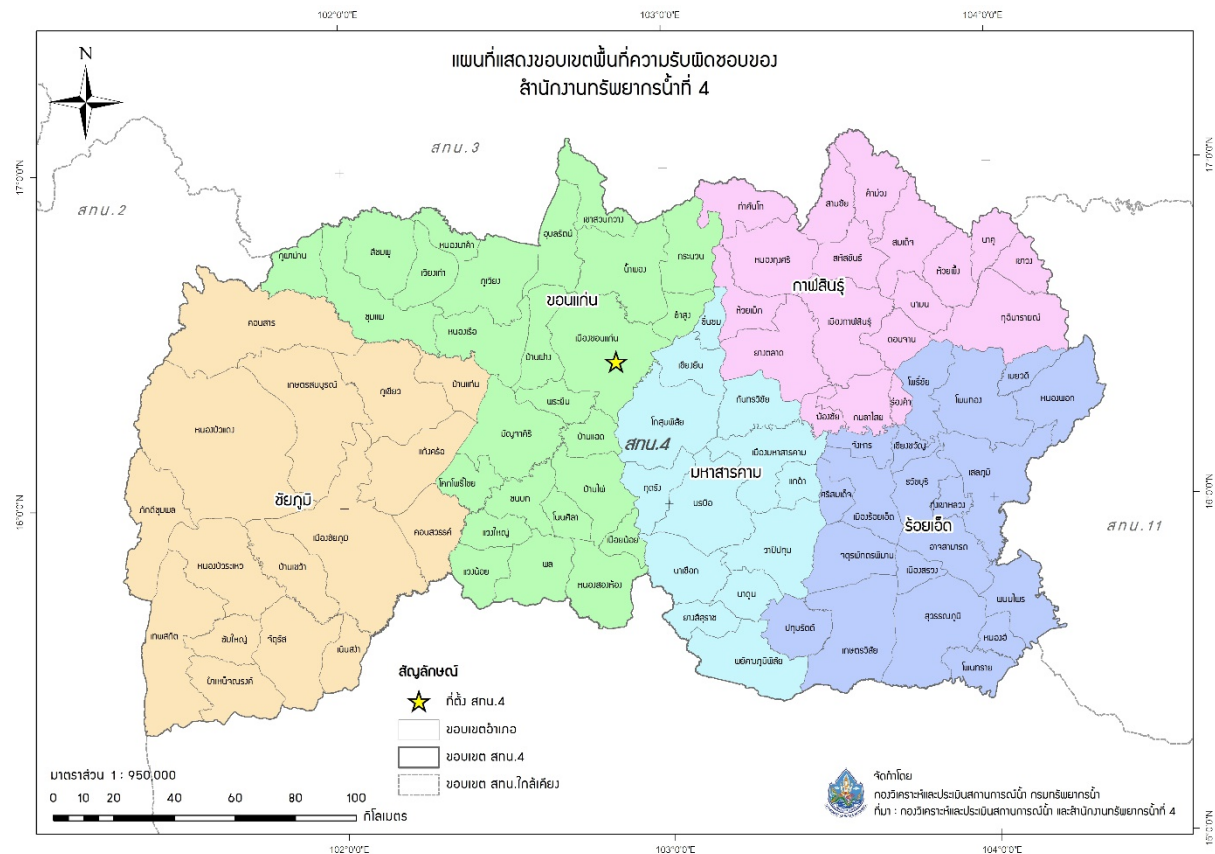 102°0'0"E
103°0'0"E
104°0'0"E
แผนที่แสดงขอบเขตพื้นที่ความรับผิดชอบของ
สำนักงานทรัพยากรน้ำที่ 4
N
สทน.3
สทน.2
17°0'0"N
17°0'0"N
ท่าคันโท
สามชัย
คำม่วง
เขาสวนกวาง
อุบลรัตน์
สมเด็จ
นาคู
เขาวง
ภูผาม่าน
สีชมพู
หนองนาคำ
เวียงเก่า
ภูเวียง
น้ำพอง
กระนวน
หนองกุงศรี
สหัสขันธ์
ห้วยผึ้ง
กาฬสินธุ์
ขอนแก่น
ชุมแพ
หนองเรือ
ซำสูง
ชื่นชม
ห้วยเม็ก
เมืองกาฬสินธุ์
นามน
กุฉินารายณ์
คอนสาร
เมืองขอนแก่น
บ้านฝาง
ยางตลาด
ดอนจาน
เชียงยืน
เกษตรสมบูรณ์
ภูเขียว
บ้านแท่น
โพธิ์ชัย
เมยวดี
โพนทอง
หนองพอก
พระยืน
กันทรวิชัย
ร่องคำ
ฆ้องชัย
กมลาไสย
หนองบัวแดง
มัญจาคีรี
บ้านแฮด
โกสุมพิสัย
สทน.4
จังหาร
เชียงขวัญ
แก้งคร้อ
เมืองมหาสารคาม
มหาสารคาม
เสลภูมิ
โคกโพธิ์ไชย
ชนบท
บ้านไผ่
กุดรัง
บรบือ
แกดำ
ศรีสมเด็จ
ธวัชบุรี
ทุ่งเขาหลวง
ชัยภูมิ
16°0'0"N
16°0'0"N
ภักดีชุมพล
โนนศิลา
เมืองร้อยเอ็ด
ร้อยเอ็ด
สทน.11
เมืองชัยภูมิ
คอนสวรรค์
แวงใหญ่
เปือยน้อย
วาปีปทุม
อาจสามารถ
จตุรพักตรพิมาน
เมืองสรวง
หนองบัวระเหว
บ้านเขว้า
แวงน้อย
พล
หนองสองห้อง
นาเชือก
นาดูน
พนมไพร
ยางสีสุราช
ปทุมรัตต์
สุวรรณภูมิ
หนองฮี
เทพสถิต
ซับใหญ่
จัตุรัส
เนินสง่า
พยัคฆภูมิพิสัย
เกษตรวิสัย
โพนทราย
บำเหน็จณรงค์
สัญลักษณ์
ที่ตั้ง สทน.4
ขอบเขตอำเภอ
ขอบเขต สทน.4
ขอบเขต สทน.ใกล้เคียง
มาตราส่วน 1 : 950,000
0 10 20 40 60 80 100
กิโลเมตร
จัดทำโดย
กองวิเคราะห์และประเมินสถานการณ์น้ำ กรมทรัพยากรน้ำ
ที่มา : กองวิเคราะห์และประเมินสถานการณ์น้ำ และสำนักงานทรัพยากรน้ำที่ 4
15°0'0"N
102°0'0"E
103°0'0"E
104°0'0"E